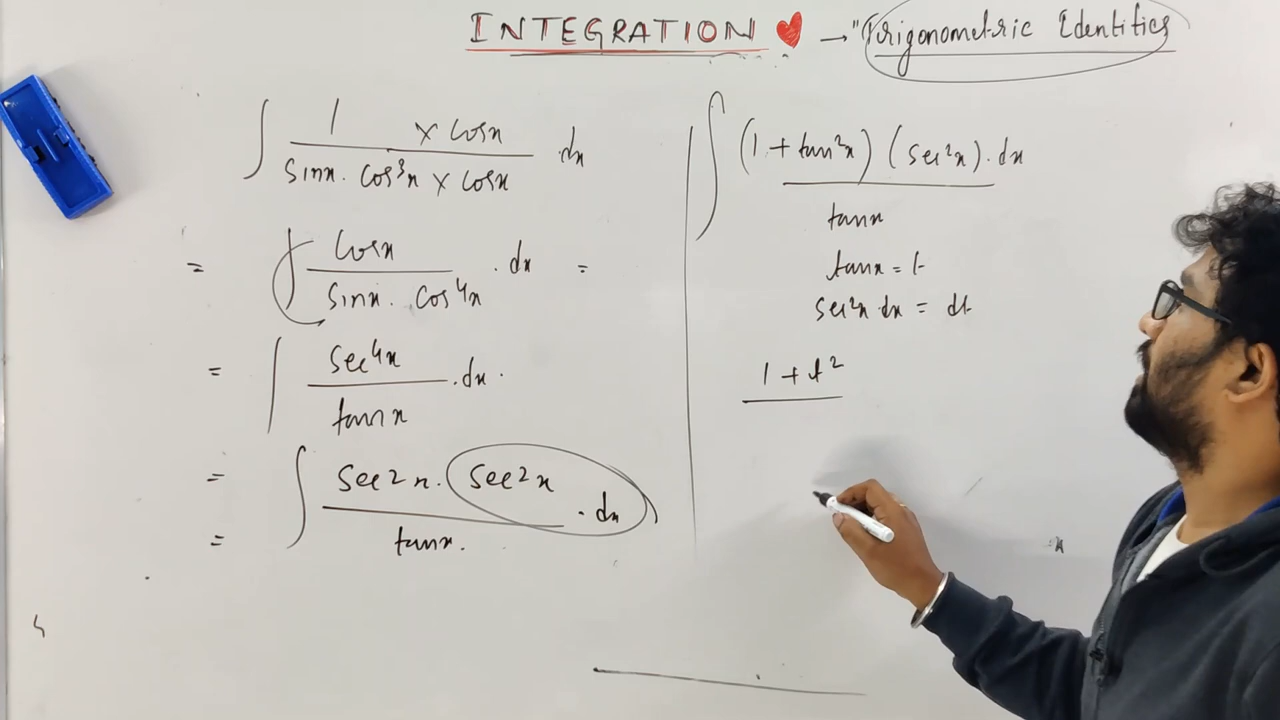 INTEGRATION ❤ → "Trigonometric Identities
∫ 1 × cosx / sinx. cos³x × cosx .dx
= ∫ cosx / sinx. cos⁴x .dx =
= ∫ sec⁴x / tanx .dx.
= ∫ sec²x. sec²x / tanx. .dx
=
∫ (1 + tan²x) (sec²x).dx / tanx
tanx = t
sec²x dx = dt
1 + t²